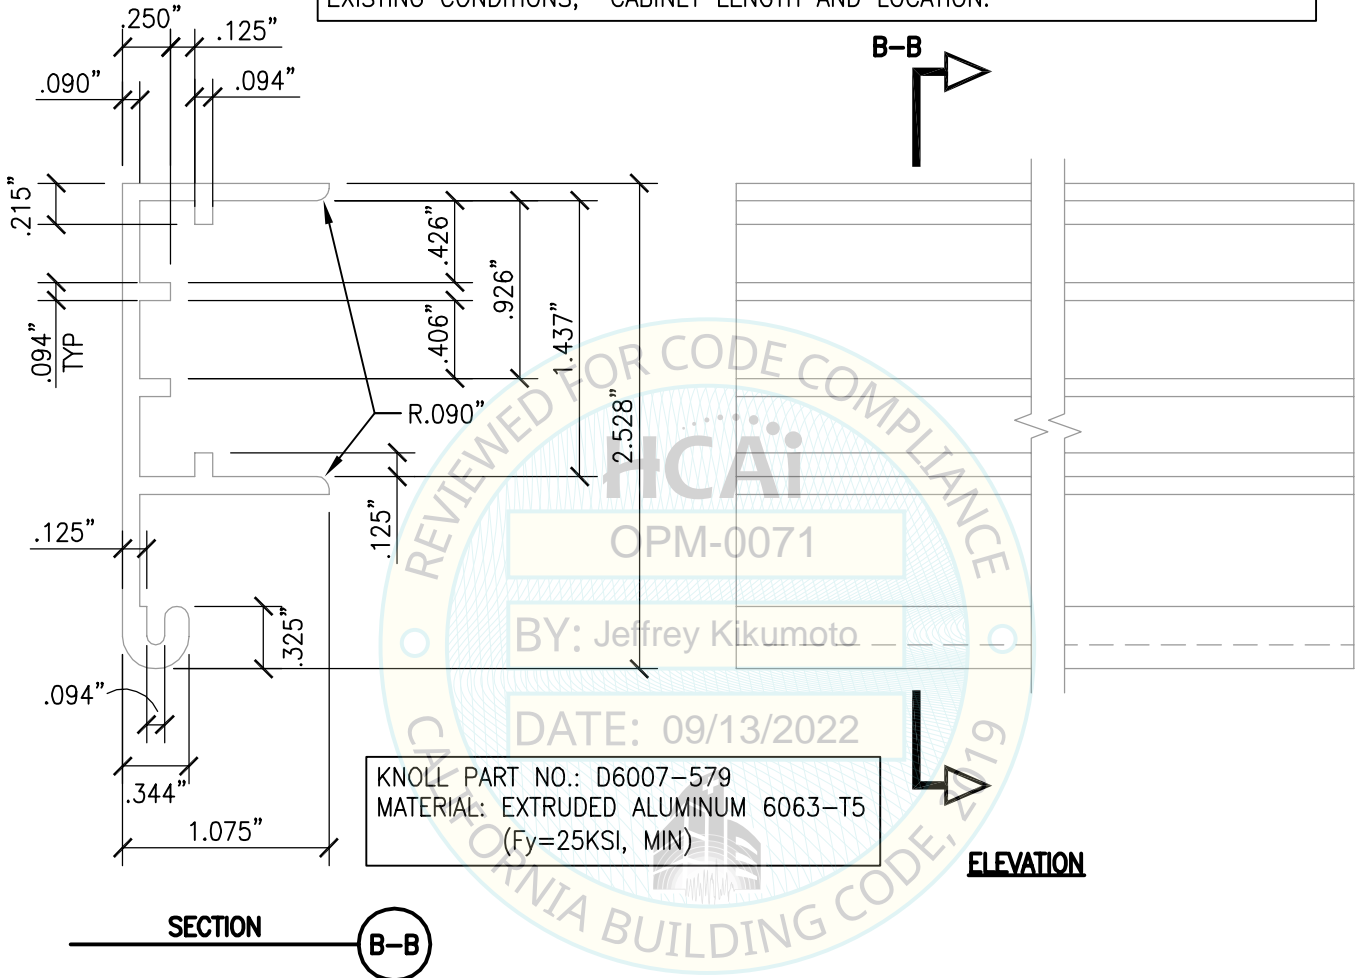 EXISTING CONDITIONS, CABINET LENGTH AND LOCATION.
.250"
.125"
B-B
.090"
.094"
.215"
.426"
.926"
.094"
TYP
.406"
1.437"
R.090"
2.528"
.125"
.125"
.325"
.094"
.344"
1.075"
REVIEWED FOR CODE COMPLIANCE
HCAi
OPM-0071
BY: Jeffrey Kikumoto
DATE: 09/13/2022
CALIFORNIA BUILDING CODE, 2019
KNOLL PART NO.: D6007-579
MATERIAL: EXTRUDED ALUMINUM 6063-T5
(Fy=25KSI, MIN)
ELEVATION
SECTION
B-B